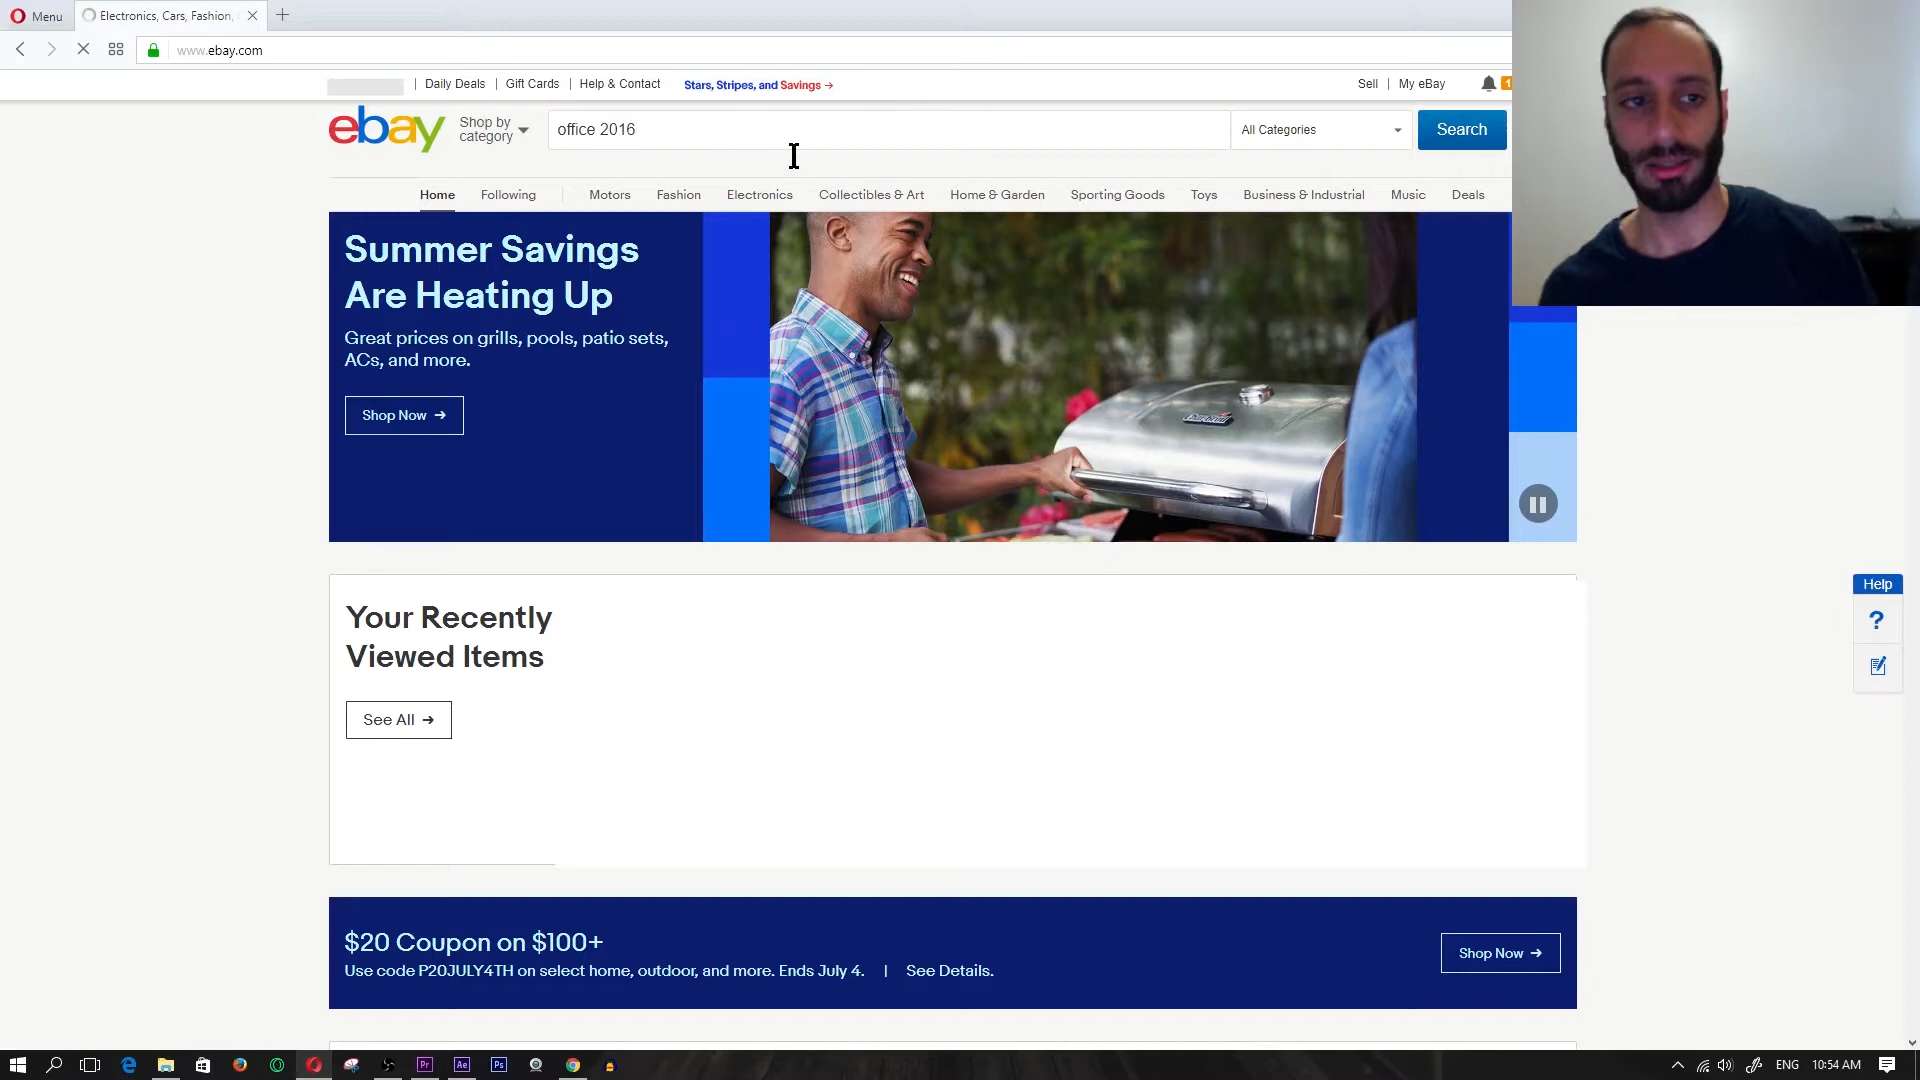 Menu
Electronics, Cars, Fashion,
www.ebay.com
Daily Deals | Gift Cards | Help & Contact Stars, Stripes, and Savings → Sell | My eBay 1
ebay Shop by category office 2016 All Categories Search
Home Following Motors Fashion Electronics Collectibles & Art Home & Garden Sporting Goods Toys Business & Industrial Music Deals
Summer Savings
Are Heating Up
Great prices on grills, pools, patio sets,
ACs, and more.
Shop Now →
Help
?
Your Recently
Viewed Items
See All →
$20 Coupon on $100+
Use code P20JULY4TH on select home, outdoor, and more. Ends July 4. | See Details.
Shop Now →
Pr Ae Ps ENG 10:54 AM